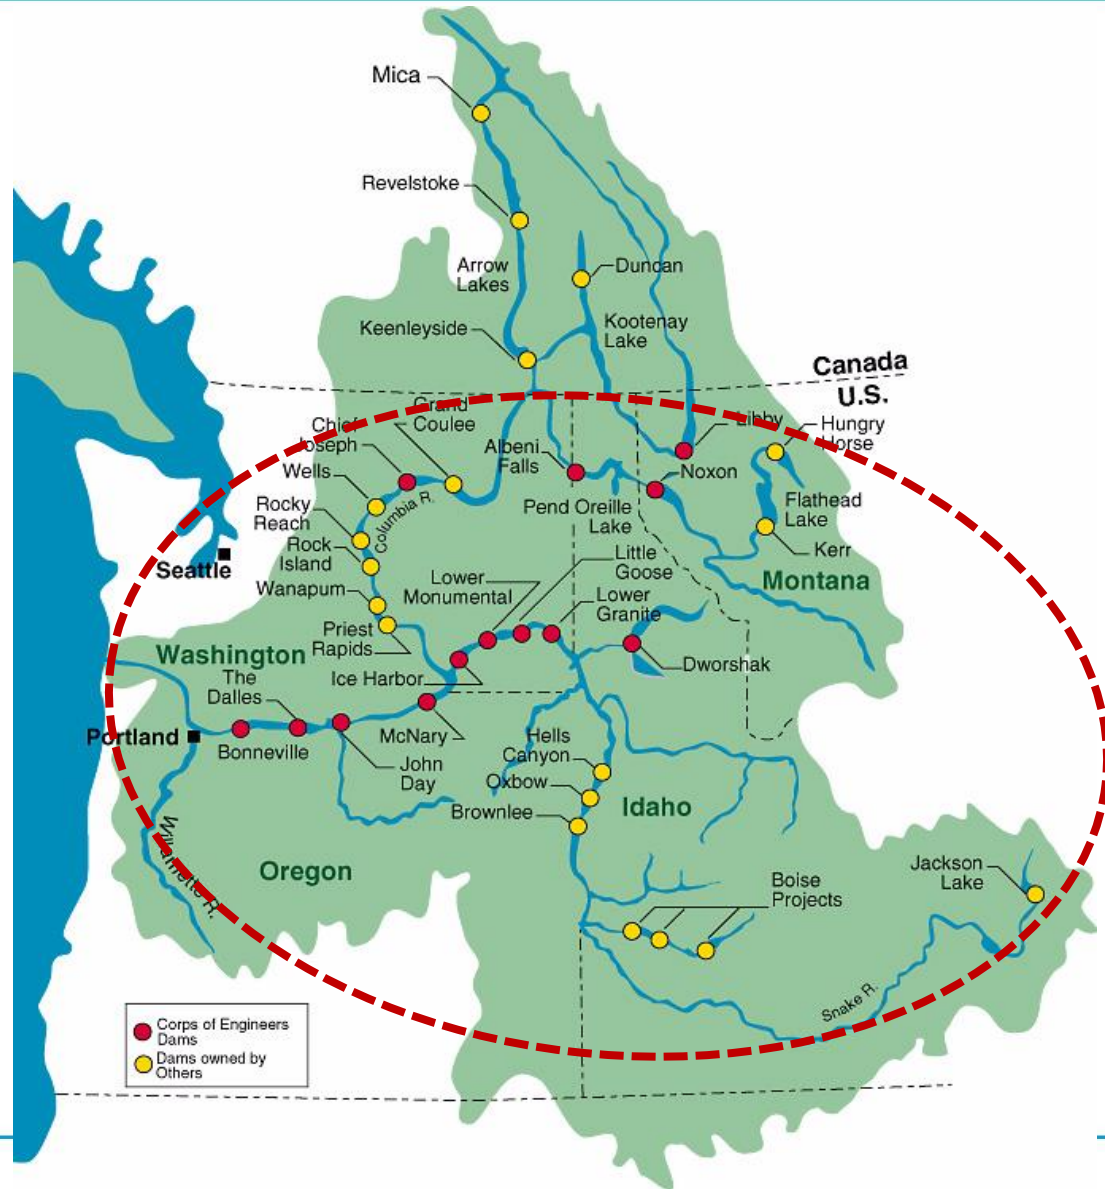 Mica
Revelstoke
Arrow
Lakes
Duncan
Keenleyside
Kootenay
Lake
Canada
U.S.
Grand
Coulee
Chief
Joseph
Libby
Hungry
Horse
Albeni
Falls
Wells
Noxon
Rocky
Reach
Columbia R.
Pend Oreille
Lake
Flathead
Lake
Rock
Island
Kerr
Seattle
Little
Goose
Wanapum
Lower
Monumental
Lower
Granite
Montana
Priest
Rapids
Washington
Ice Harbor
Dworshak
The
Dalles
Portland
Bonneville
McNary
John
Day
Hells
Canyon
Oxbow
Brownlee
Idaho
Willamette R.
Oregon
Boise
Projects
Jackson
Lake
Snake R.
Corps of Engineers
Dams
Dams owned by
Others